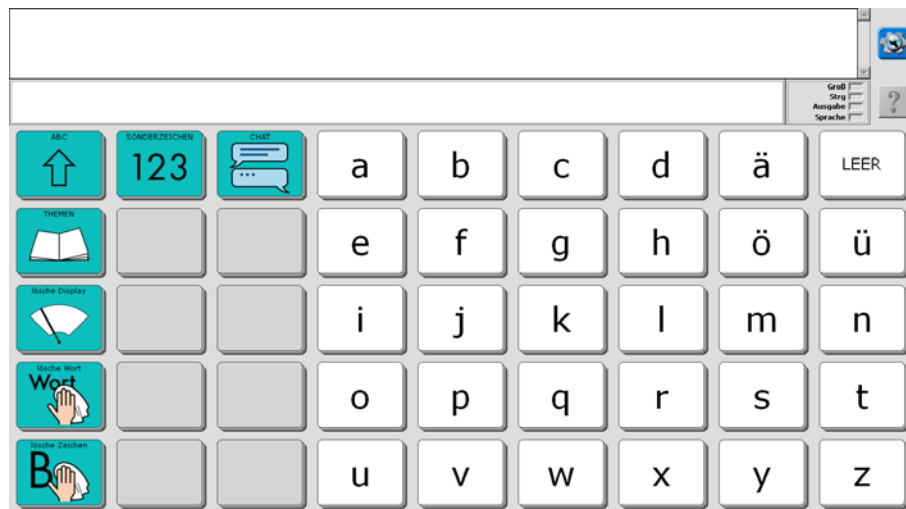 Groß
Strg
Ausgabe
Sprache
?
ABC
SONDERZEICHEN
123
CHAT
a
b
c
d
ä
LEER
THEMEN
e
f
g
h
ö
ü
lösche Display
i
j
k
l
m
n
lösche Wort
Wort
o
p
q
r
s
t
lösche Zeichen
B
u
v
w
x
y
z